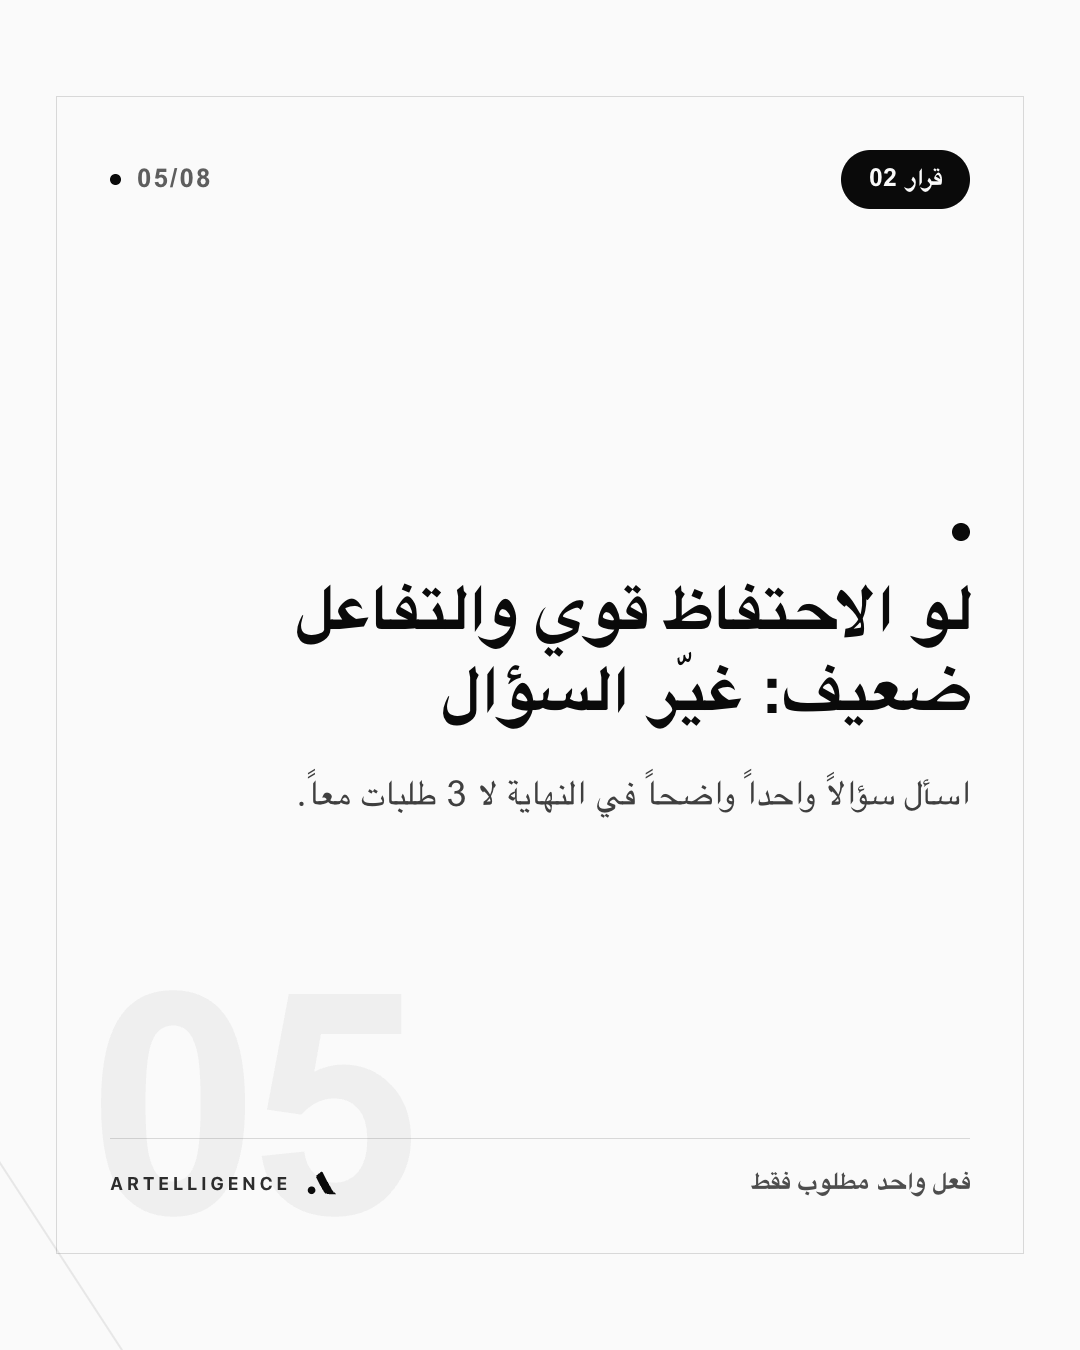 قرار 02
05/08
لو الاحتفاظ قوي والتفاعل
ضعيف: غيّر السؤال
اسأل سؤالاً واحداً واضحاً في النهاية لا 3 طلبات معاً.
05
فعل واحد مطلوب فقط
ARTELLIGENCE